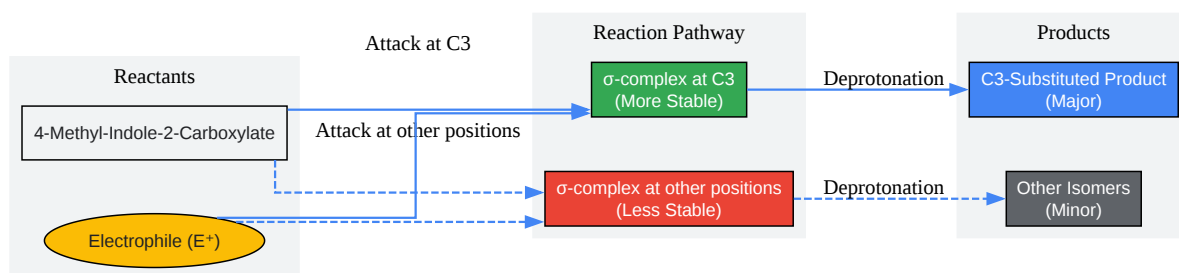 Attack at C3
Reaction Pathway
Products
Reactants
σ-complex at C3
(More Stable)
Deprotonation
C3-Substituted Product
(Major)
4-Methyl-Indole-2-Carboxylate
Attack at other positions
σ-complex at other positions
(Less Stable)
Deprotonation
Other Isomers
(Minor)
Electrophile (E⁺)